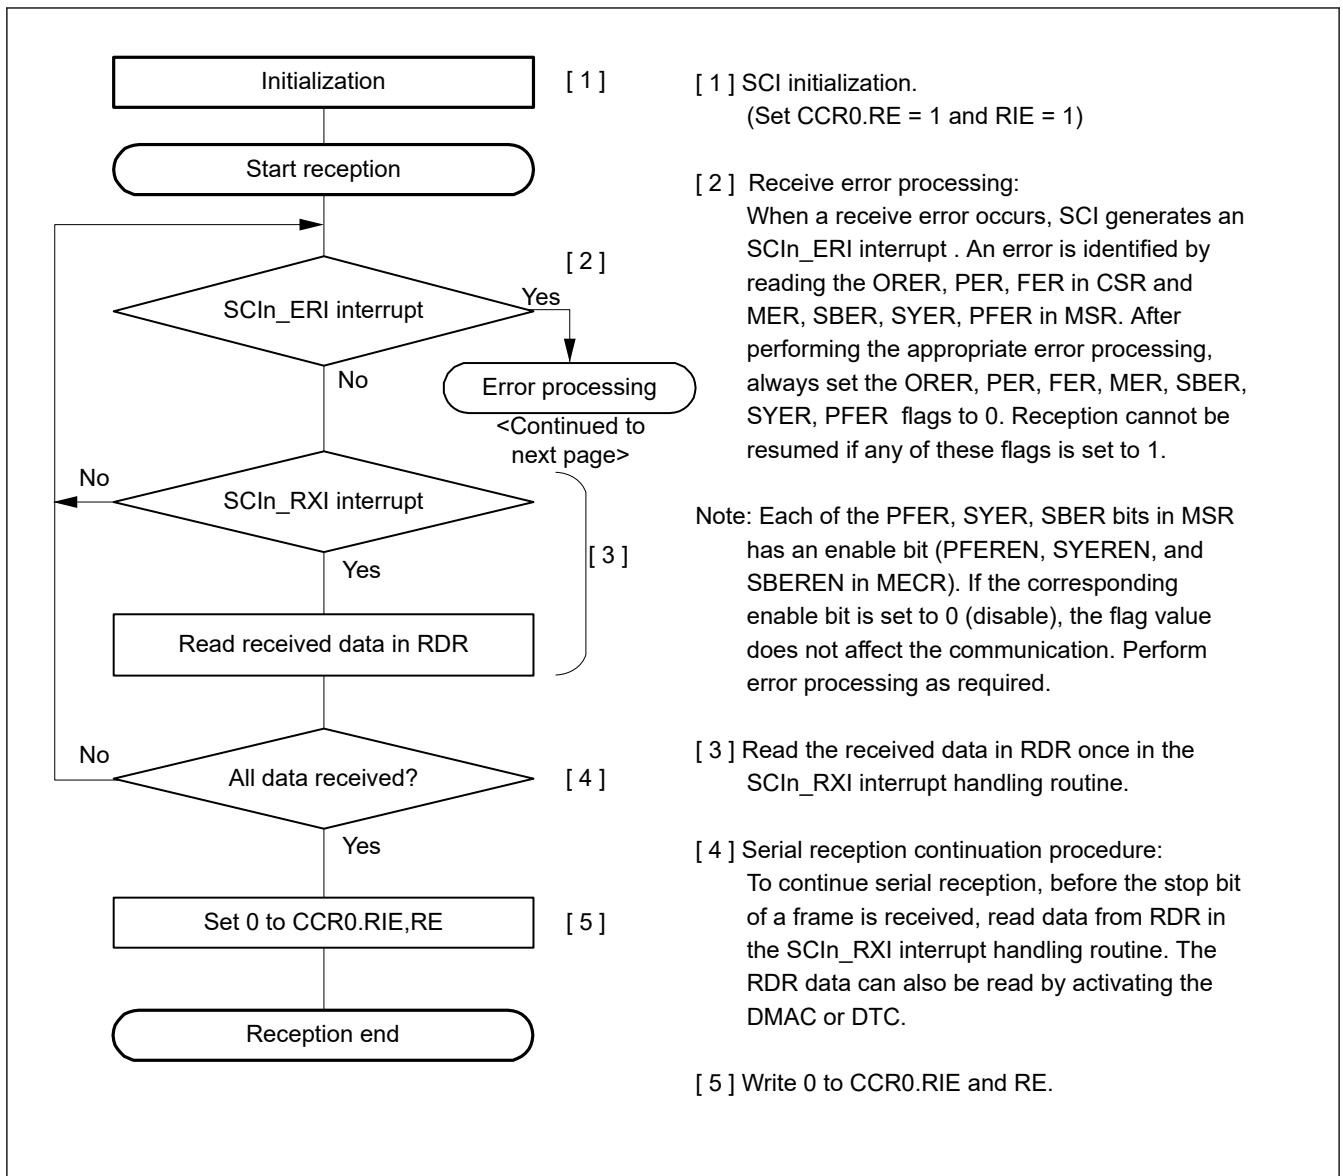 Initialization
[ 1 ]
Start reception
[ 2 ]
SCIn_ERI interrupt
Yes
No
Error processing
<Continued to
next page>
No
SCIn_RXI interrupt
[ 3 ]
Yes
Read received data in RDR
No
All data received?
[ 4 ]
Yes
Set 0 to CCR0.RIE,RE
[ 5 ]
Reception end
[ 1 ] SCI initialization.
(Set CCR0.RE = 1 and RIE = 1)
[ 2 ] Receive error processing:
When a receive error occurs, SCI generates an
SCIn_ERI interrupt . An error is identified by
reading the ORER, PER, FER in CSR and
MER, SBER, SYER, PFER in MSR. After
performing the appropriate error processing,
always set the ORER, PER, FER, MER, SBER,
SYER, PFER flags to 0. Reception cannot be
resumed if any of these flags is set to 1.
Note: Each of the PFER, SYER, SBER bits in MSR
has an enable bit (PFEREN, SYEREN, and
SBEREN in MECR). If the corresponding
enable bit is set to 0 (disable), the flag value
does not affect the communication. Perform
error processing as required.
[ 3 ] Read the received data in RDR once in the
SCIn_RXI interrupt handling routine.
[ 4 ] Serial reception continuation procedure:
To continue serial reception, before the stop bit
of a frame is received, read data from RDR in
the SCIn_RXI interrupt handling routine. The
RDR data can also be read by activating the
DMAC or DTC.
[ 5 ] Write 0 to CCR0.RIE and RE.